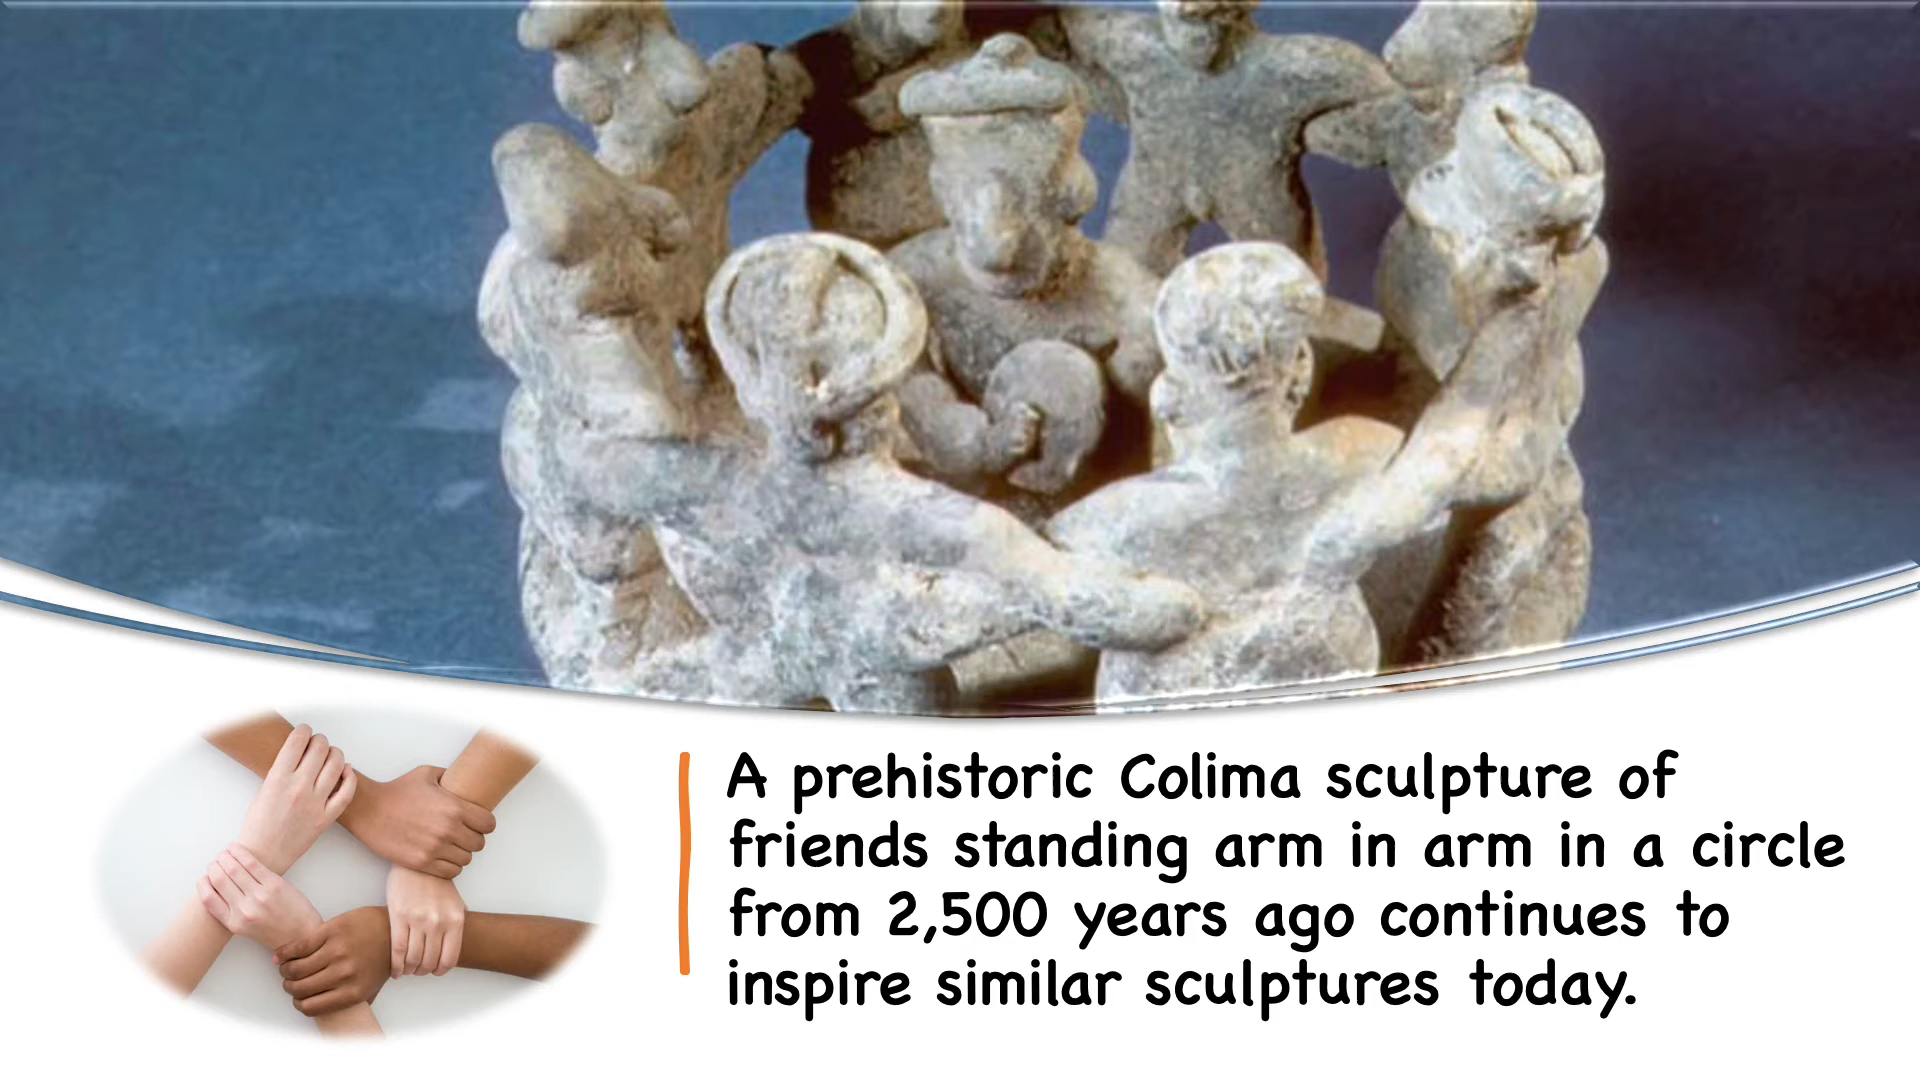 A prehistoric Colima sculpture of
friends standing arm in arm in a circle
from 2,500 years ago continues to
inspire similar sculptures today.